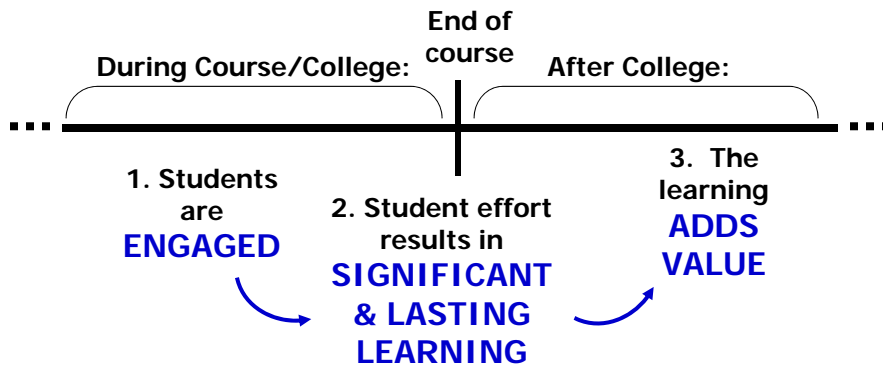 End of
course
During Course/College:
After College:
1. Students
are
ENGAGED
2. Student effort
results in
SIGNIFICANT
& LASTING
LEARNING
3. The
learning
ADDS
VALUE